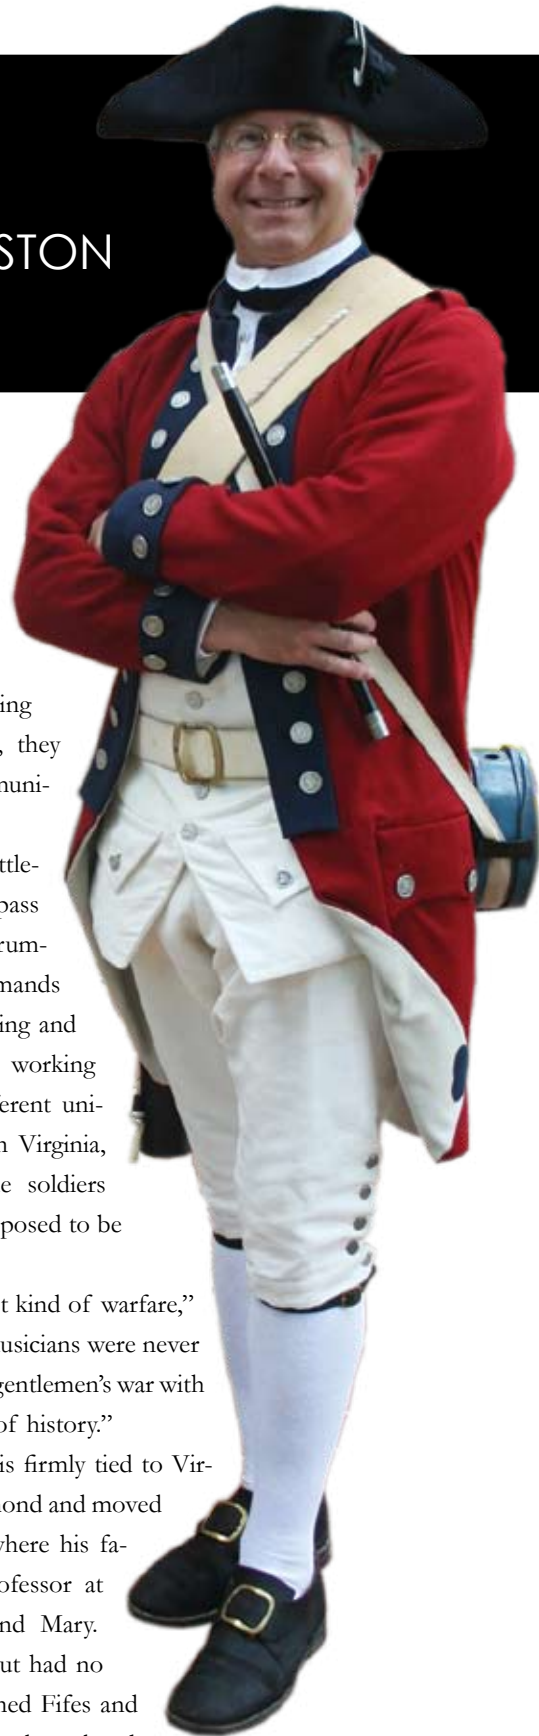 STON
ing
, they
muni-
ttle-
pass
rum-
mands
ing and
working
erent uni-
n Virginia,
e soldiers
posed to be
t kind of warfare,”
usicians were never
gentlemen’s war with
of history.”
is firmly tied to Vir-
mond and moved
where his fa-
ofessor at
nd Mary.
ut had no
ned Fifes and